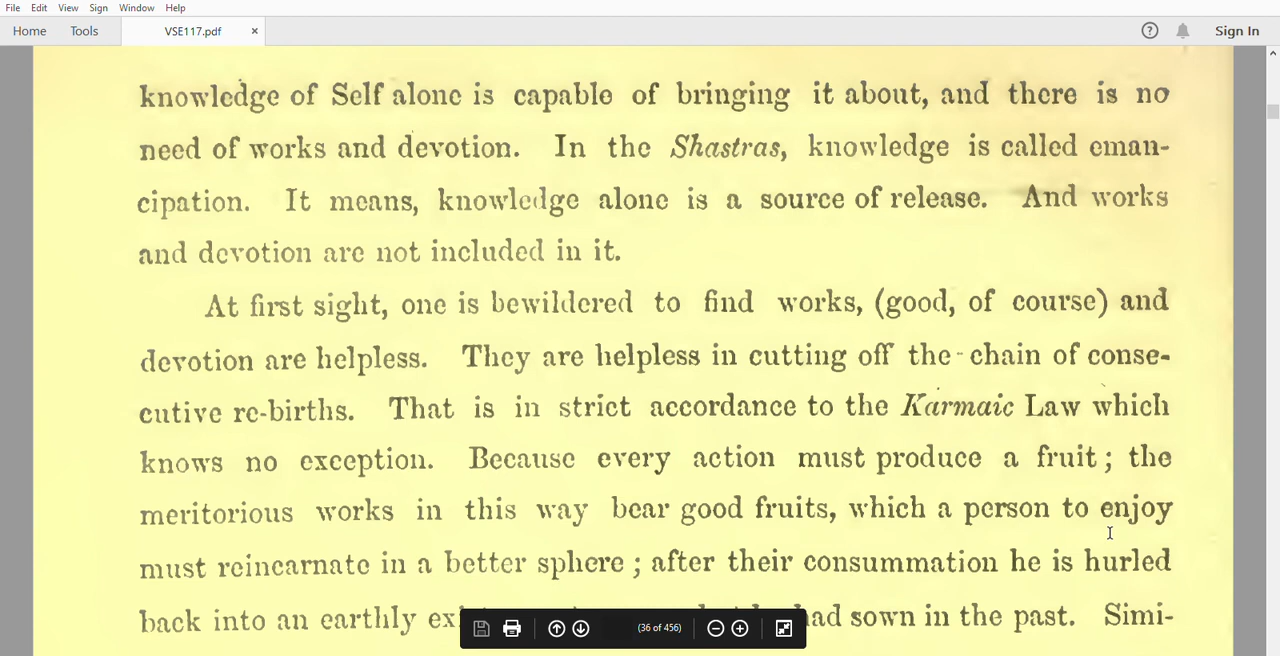 File Edit View Sign Window Help
Home Tools VSE117.pdf × ? Sign In
knowledge of Self alone is capable of bringing it about, and there is no
need of works and devotion. In the Shastras, knowledge is called eman-
cipation. It means, knowledge alone is a source of release. And works
and devotion are not included in it.
At first sight, one is bewildered to find works, (good, of course) and
devotion are helpless. They are helpless in cutting off the chain of conse-
cutive re-births. That is in strict accordance to the Karmaic Law which
knows no exception. Because every action must produce a fruit; the
meritorious works in this way bear good fruits, which a person to enjoy
must reincarnate in a better sphere; after their consummation he is hurled
back into an earthly had sown in the past. Simi-
(36 of 456)